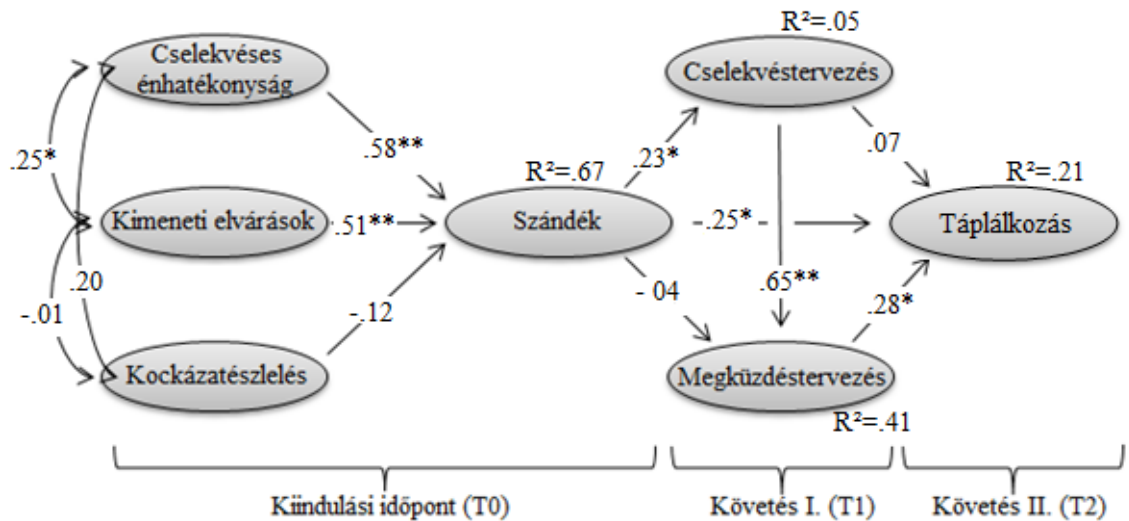 R²=.05
Cselekvéses
énhatékonyság
Cselekvéstervezés
.25*
.58**
.23*
.07
R²=.67
R²=.21
Kimeneti elvárások
.51**
Szándék
.25*
Táplálkozás
.20
-.01
-.12
- 04
.65**
.28*
Kockázatészlelés
Megküzdéstervezés
R²=.41
Kiindulási időpont (T0)
Követés I. (T1)
Követés II. (T2)